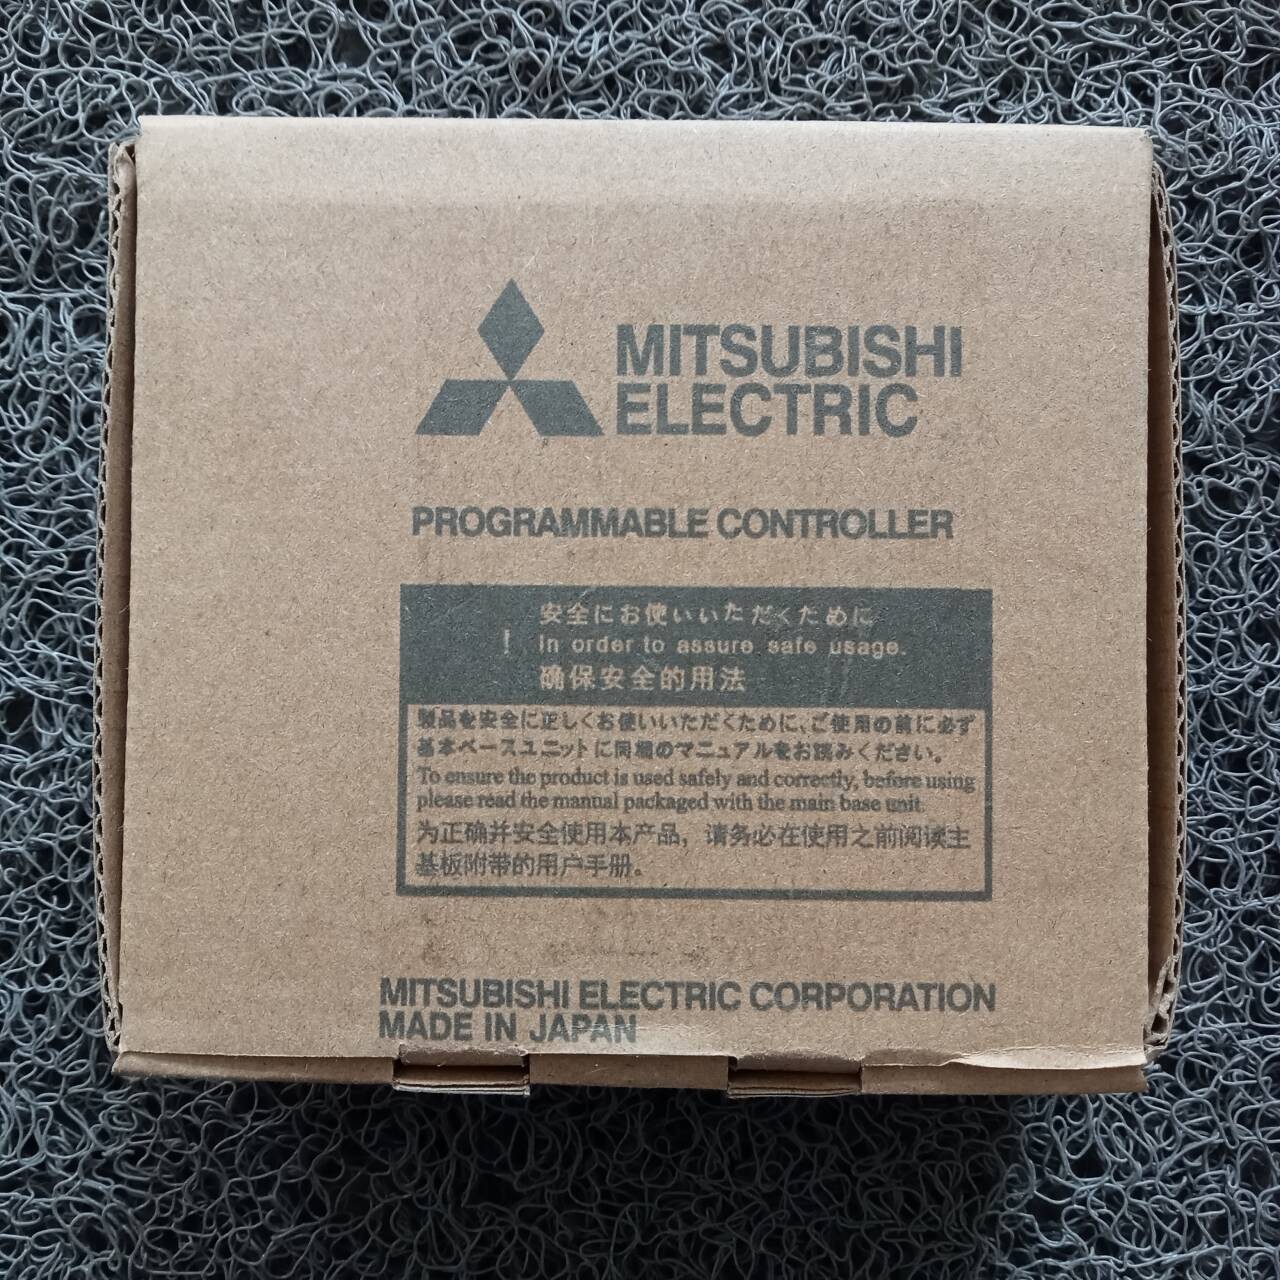 MITSUBISHI
ELECTRIC
PROGRAMMABLE CONTROLLER
安全にお使いいただくために
! In order to assure safe usage.
确保安全的用法
製品を安全に正しくお使いいただくために、ご使用の前に必ず
基本ベースユニットに同梱のマニュアルをお読みください。
To ensure the product is used safely and correctly, before using
please read the manual packaged with the main base unit.
为正确并安全使用本产品，请务必在使用之前阅读主
基板附带的用户手册。
MITSUBISHI ELECTRIC CORPORATION
MADE IN JAPAN